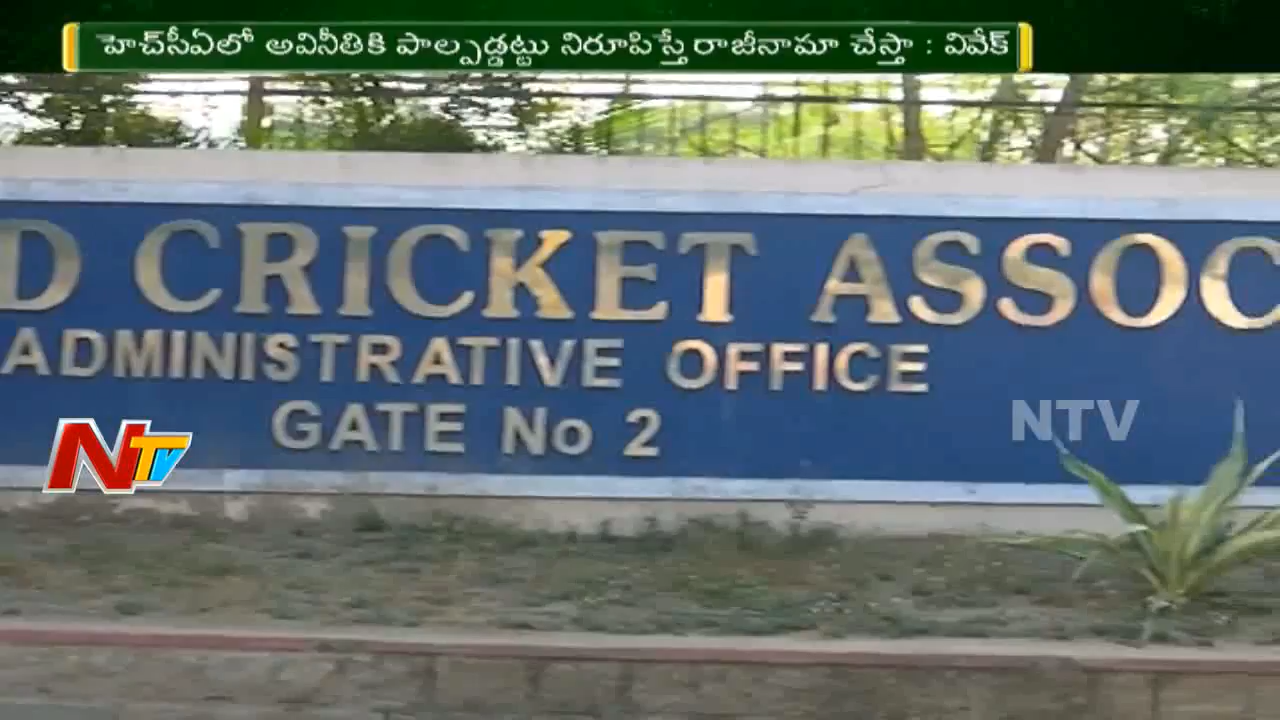 హెచ్‌సీఏలో అవినీతికి పాల్పడ్డట్టు నిరూపిస్తే రాజీనామా చేస్తా : వివేక్
D CRICKET ASSOC
ADMINISTRATIVE OFFICE
GATE No 2
NTV
NTV